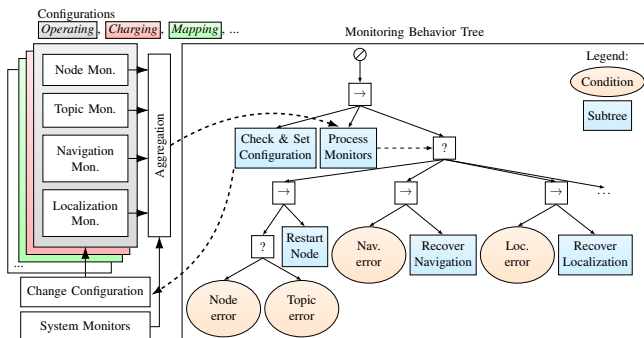 Configurations
Operating, Charging, Mapping, ...
Node Mon.
Topic Mon.
Navigation
Mon.
Localization
Mon.
...
Aggregation
Change Configuration
System Monitors
Monitoring Behavior Tree
Legend:
Condition
Subtree
→
Check & Set
Configuration
Process
Monitors
?
→
→
→
...
?
Restart
Node
Nav.
error
Recover
Navigation
Loc.
error
Recover
Localization
Node
error
Topic
error